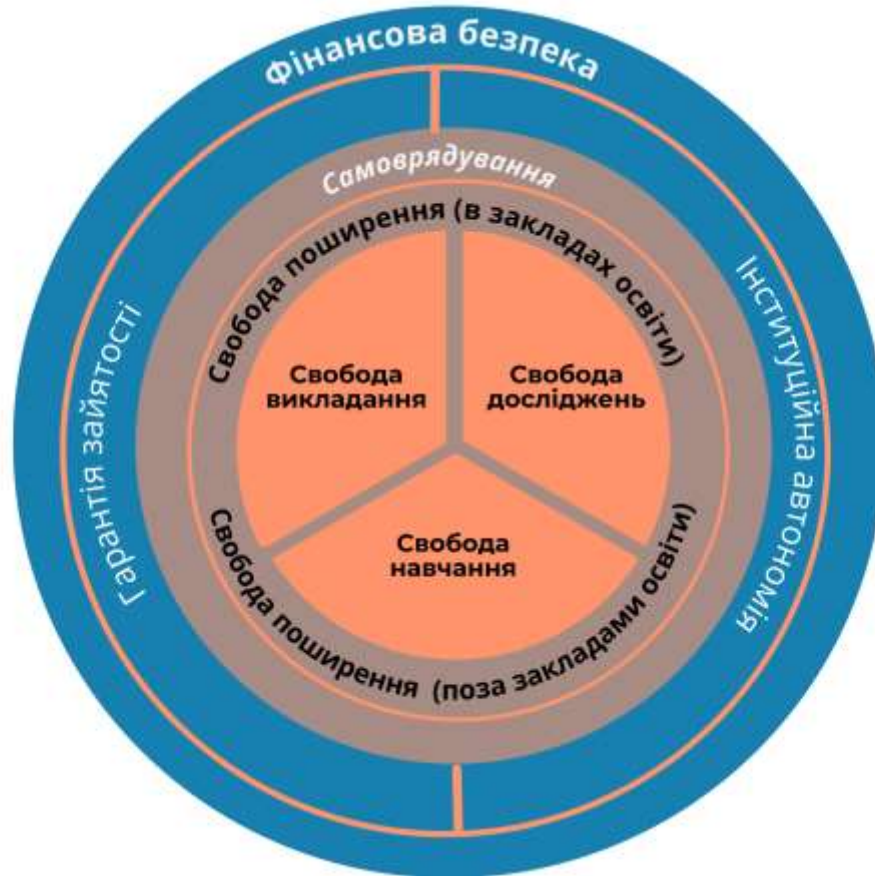 Фінансова безпека
Самоврядування
Свобода поширення (в закладах освіти)
Гарантія зайятості
Інституційна автономія
Свобода
викладання
Свобода
досліджень
Свобода
навчання
Свобода поширення (поза закладами освіти)